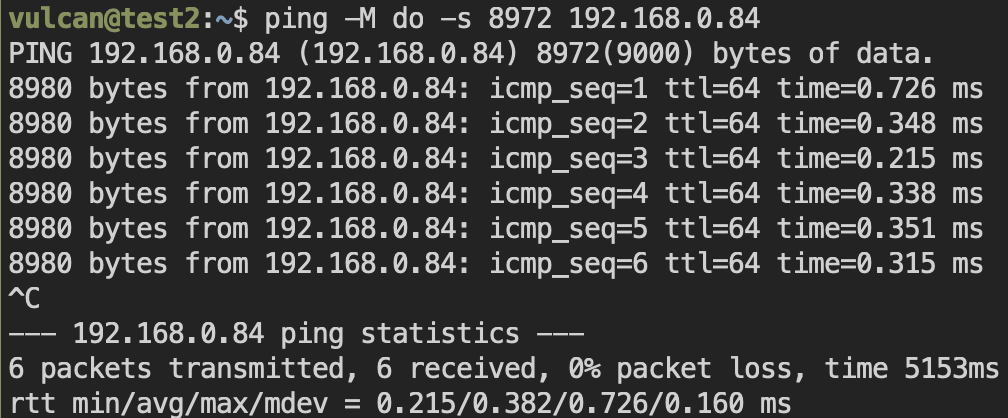 vulcan@test2:~$ ping -M do -s 8972 192.168.0.84
PING 192.168.0.84 (192.168.0.84) 8972(9000) bytes of data.
8980 bytes from 192.168.0.84: icmp_seq=1 ttl=64 time=0.726 ms
8980 bytes from 192.168.0.84: icmp_seq=2 ttl=64 time=0.348 ms
8980 bytes from 192.168.0.84: icmp_seq=3 ttl=64 time=0.215 ms
8980 bytes from 192.168.0.84: icmp_seq=4 ttl=64 time=0.338 ms
8980 bytes from 192.168.0.84: icmp_seq=5 ttl=64 time=0.351 ms
8980 bytes from 192.168.0.84: icmp_seq=6 ttl=64 time=0.315 ms
^C
--- 192.168.0.84 ping statistics ---
6 packets transmitted, 6 received, 0% packet loss, time 5153ms
rtt min/avg/max/mdev = 0.215/0.382/0.726/0.160 ms